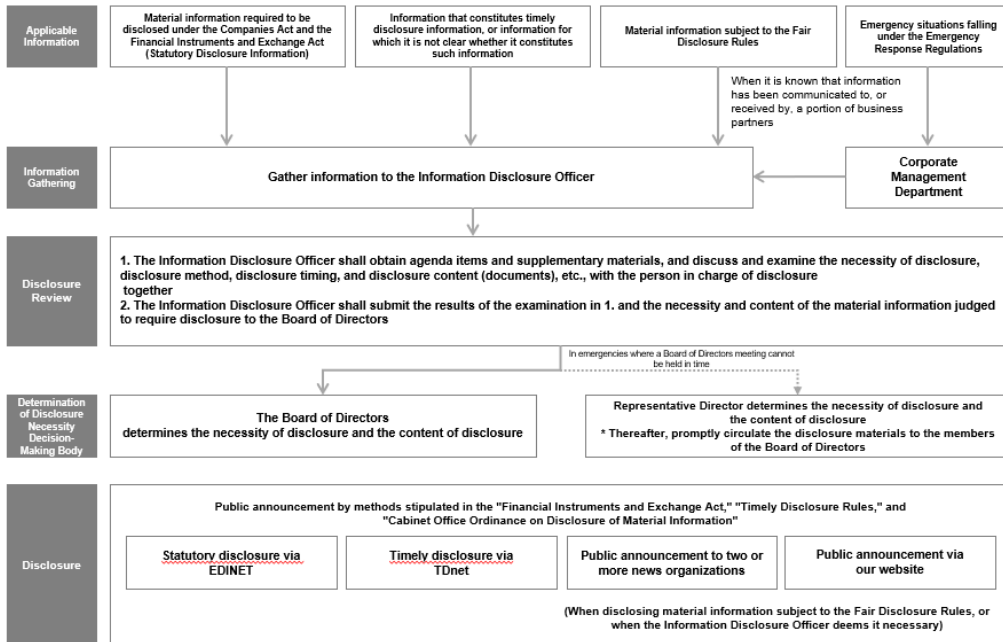 Applicable
Information
Material information required to be
disclosed under the Companies Act and the
Financial Instruments and Exchange Act
(Statutory Disclosure Information)
Information that constitutes timely
disclosure information, or information for
which it is not clear whether it constitutes
such information
Material information subject to the Fair
Disclosure Rules
Emergency situations falling
under the Emergency
Response Regulations
When it is known that information
has been communicated to, or
received by, a portion of business
partners
Information
Gathering
Gather information to the Information Disclosure Officer
Corporate
Management
Department
Disclosure
Review
1. The Information Disclosure Officer shall obtain agenda items and supplementary materials, and discuss and examine the necessity of disclosure,
disclosure method, disclosure timing, and disclosure content (documents), etc., with the person in charge of disclosure
together
2. The Information Disclosure Officer shall submit the results of the examination in 1. and the necessity and content of the material information judged
to require disclosure to the Board of Directors
In emergencies where a Board of Directors meeting cannot
be held in time
Determination
of Disclosure
Necessity
Decision-
Making Body
The Board of Directors
determines the necessity of disclosure and the content of disclosure
Representative Director determines the necessity of disclosure and
the content of disclosure
* Thereafter, promptly circulate the disclosure materials to the members
of the Board of Directors
Disclosure
Public announcement by methods stipulated in the "Financial Instruments and Exchange Act," "Timely Disclosure Rules," and
"Cabinet Office Ordinance on Disclosure of Material Information"
Statutory disclosure via
EDINET
Timely disclosure via
TDnet
Public announcement to two or
more news organizations
Public announcement via
our website
(When disclosing material information subject to the Fair Disclosure Rules, or
when the Information Disclosure Officer deems it necessary)